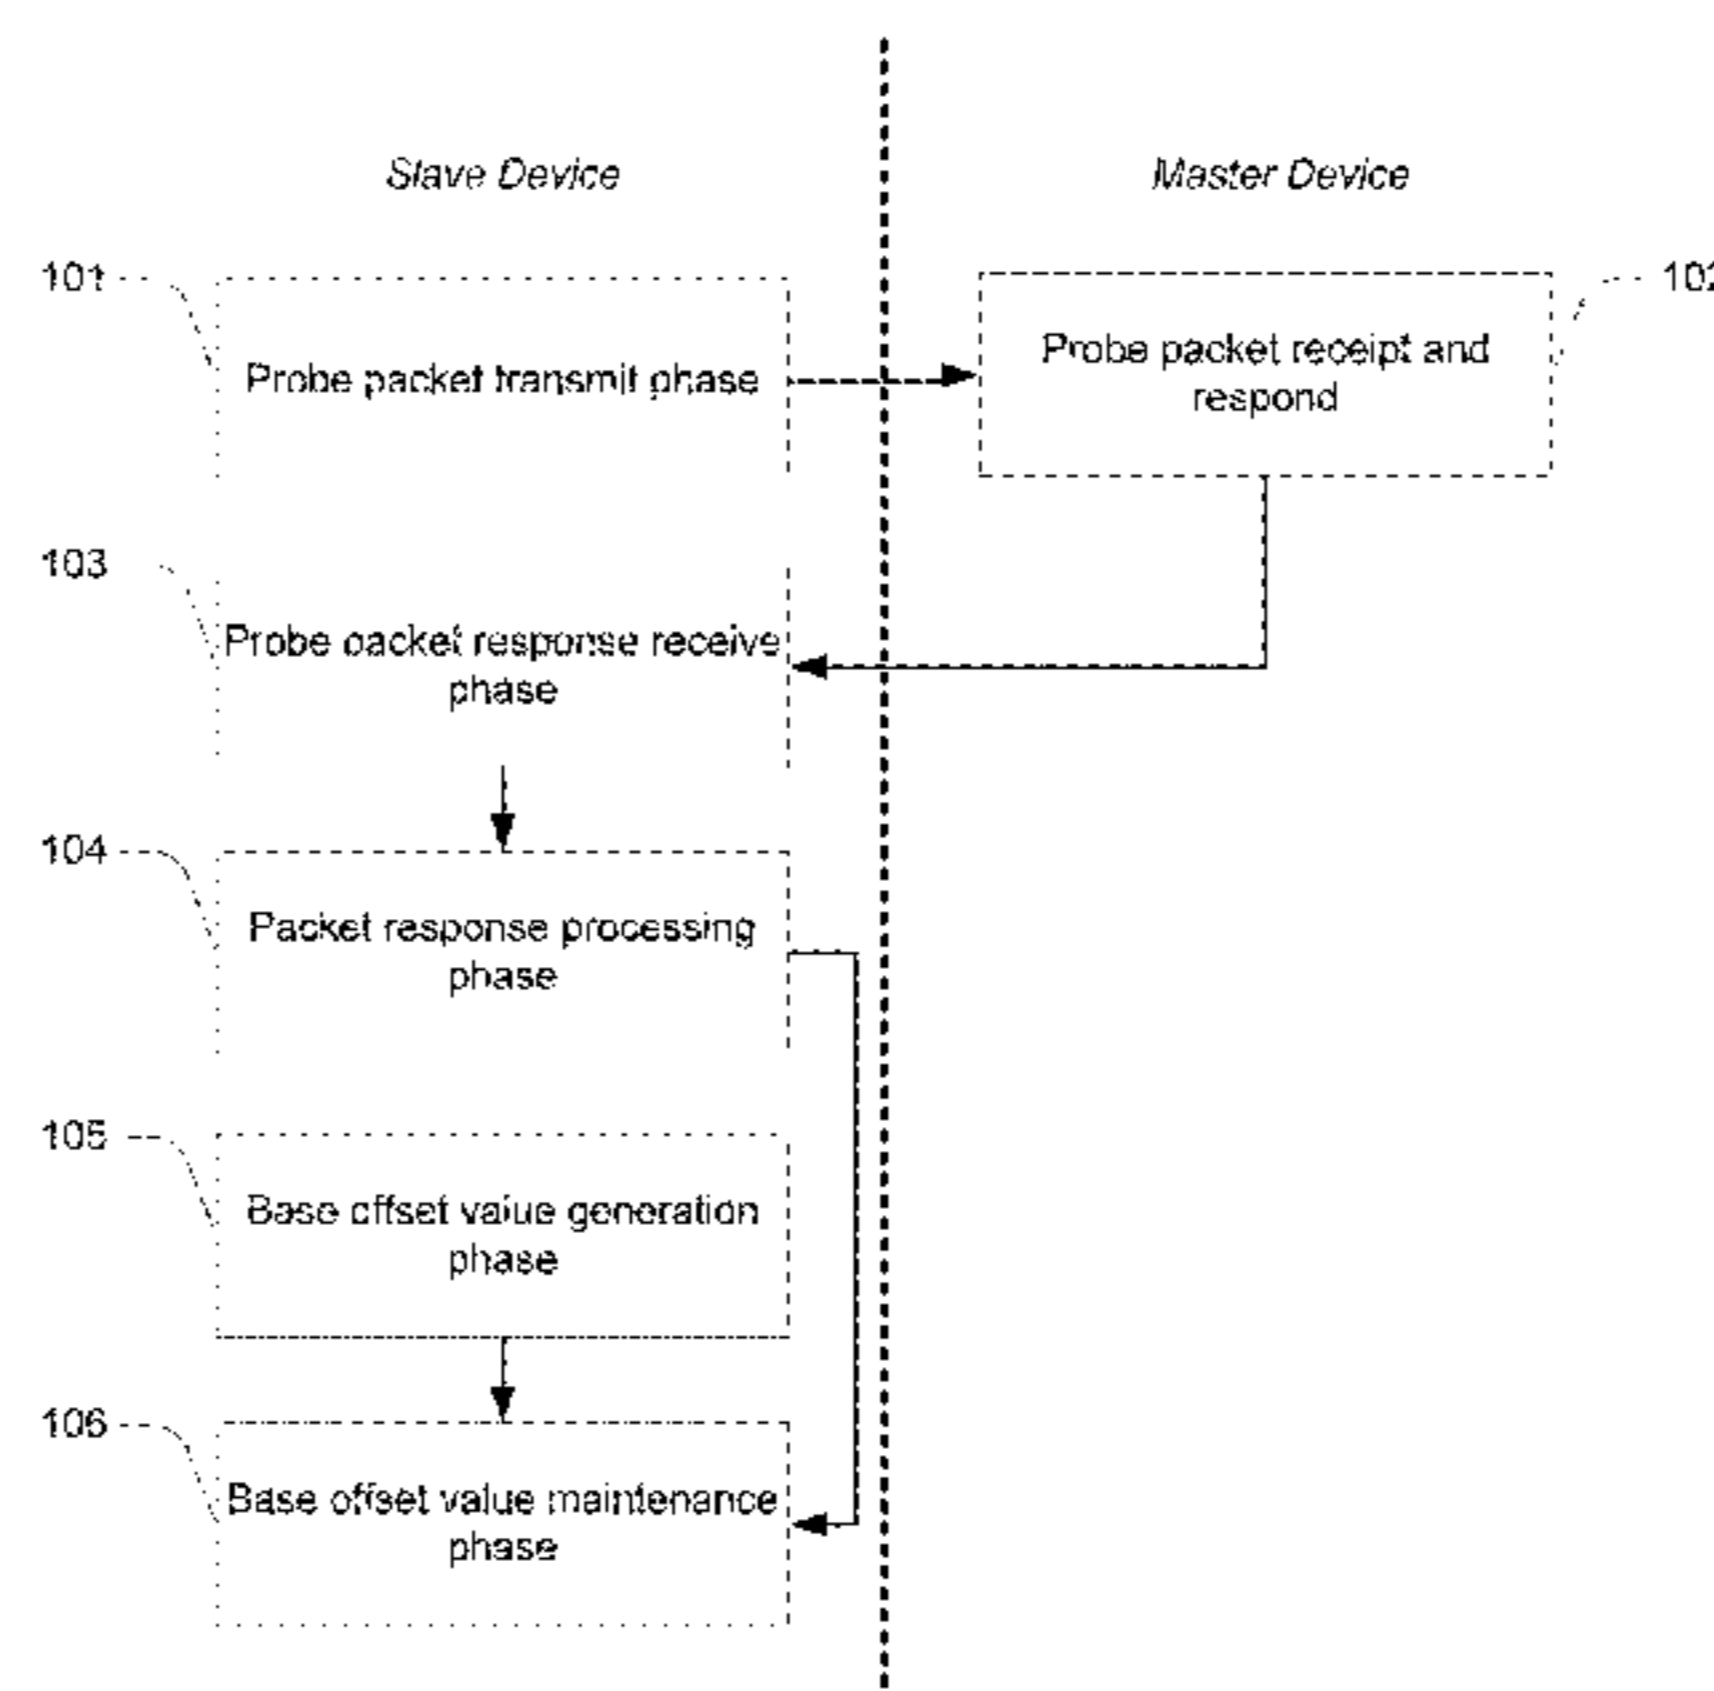 Slave Device
Master Device
101
Probe packet transmit phase
Probe packet receipt and
respond
103
Probe packet response receive
phase
104
Packet response processing
phase
105
Base offset value generation
phase
106
Base offset value maintenance
phase